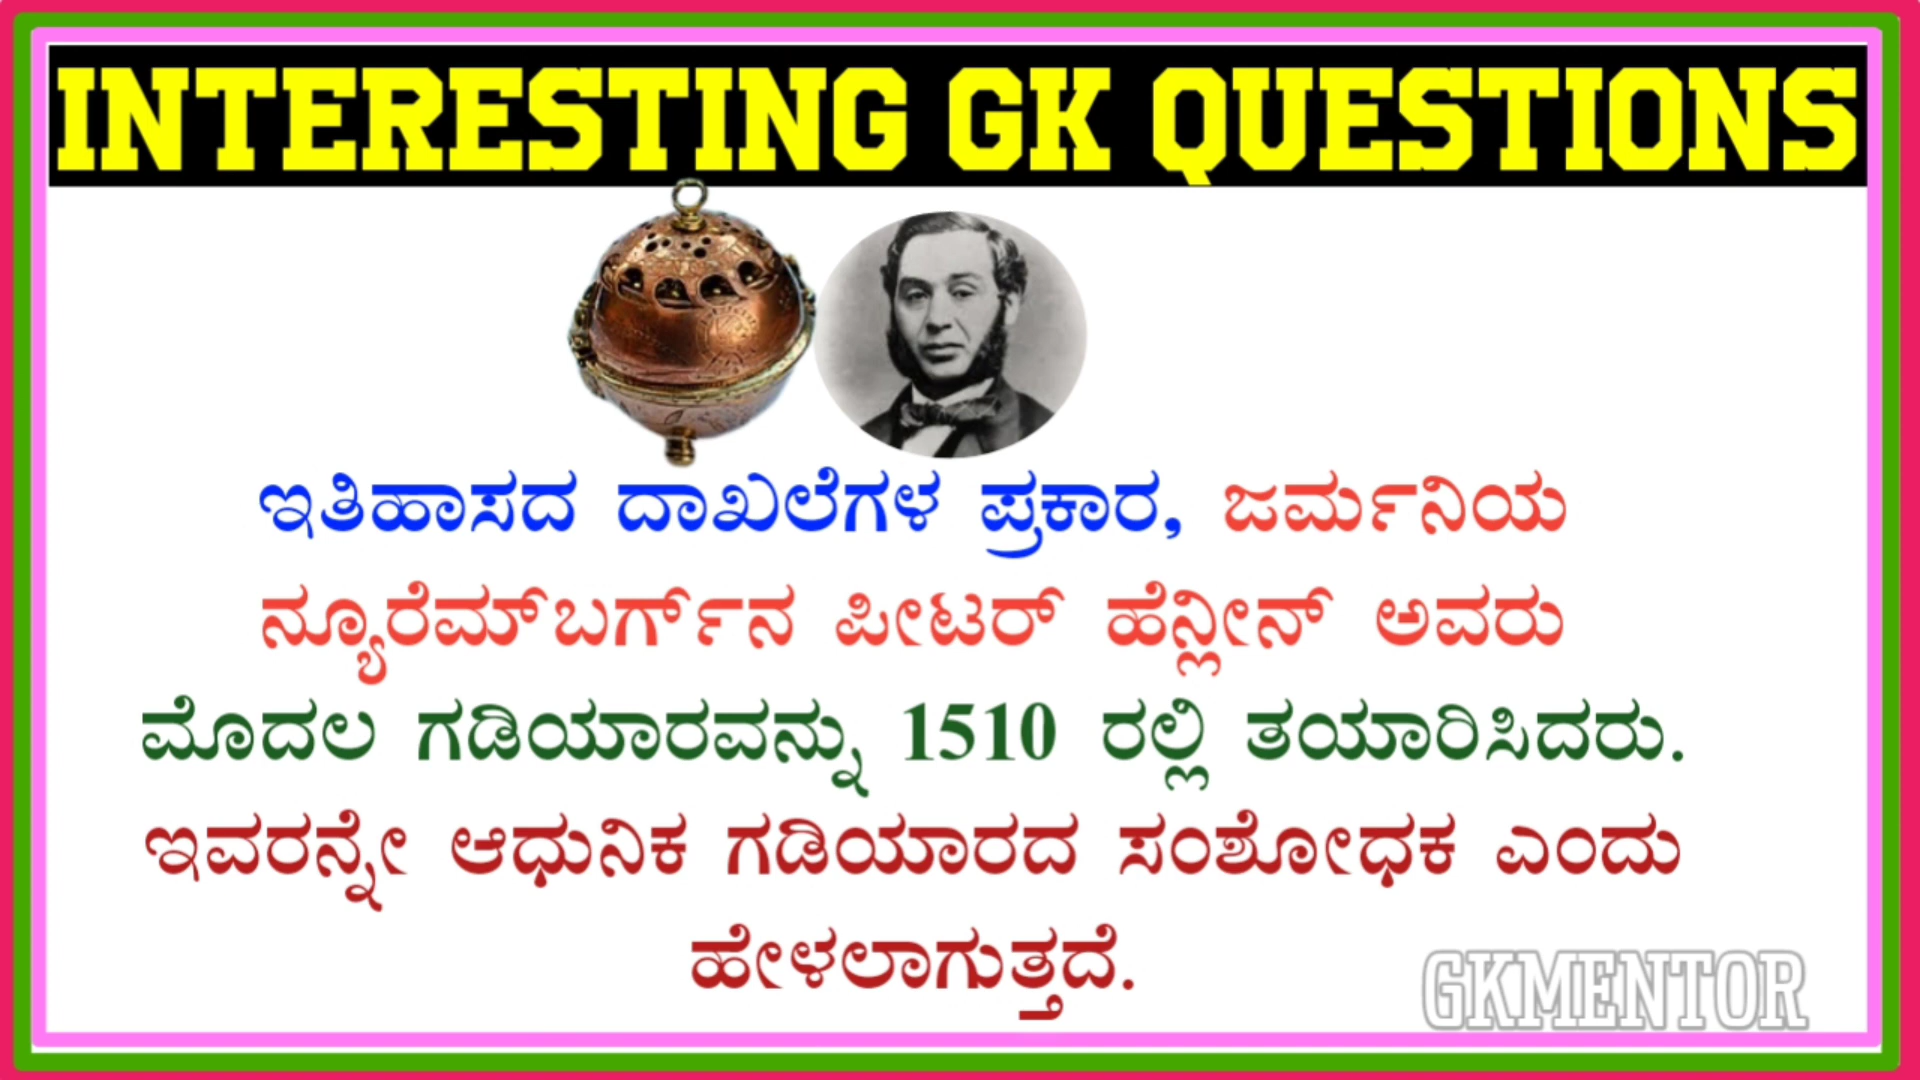 INTERESTING GK QUESTIONS
ಇತಿಹಾಸದ ದಾಖಲೆಗಳ ಪ್ರಕಾರ, ಜರ್ಮನಿಯ
ನ್ಯೂರೆಮ್‌ಬರ್ಗ್‌ನ ಪೀಟರ್ ಹೆನ್ಲೀನ್ ಅವರು
ಮೊದಲ ಗಡಿಯಾರವನ್ನು 1510 ರಲ್ಲಿ ತಯಾರಿಸಿದರು.
ಇವರನ್ನೇ ಆಧುನಿಕ ಗಡಿಯಾರದ ಸಂಶೋಧಕ ಎಂದು
ಹೇಳಲಾಗುತ್ತದೆ.
GKMENTOR